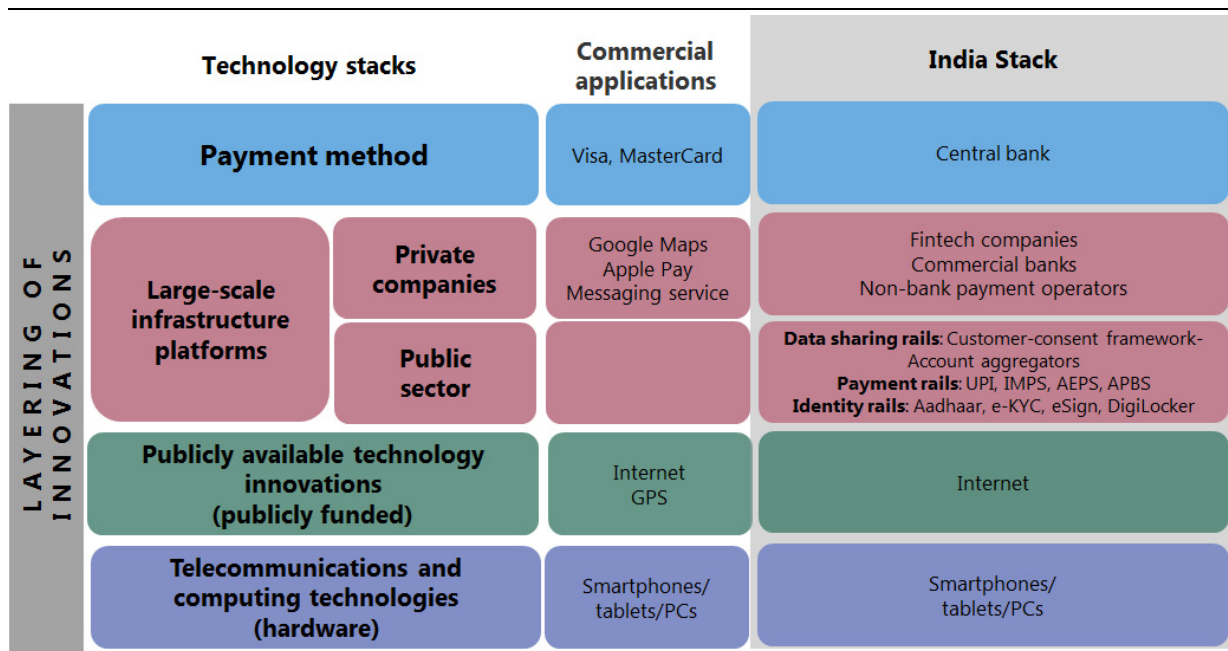 Technology stacks
Commercial
applications
India Stack
LAYERING OF
INNOVATIONS
Payment method
Visa, MasterCard
Central bank
Large-scale
infrastructure
platforms
Private
companies
Google Maps
Apple Pay
Messaging service
Fintech companies
Commercial banks
Non-bank payment operators
Public
sector
Data sharing rails: Customer-consent framework-
Account aggregators
Payment rails: UPI, IMPS, AEPS, APBS
Identity rails: Aadhaar, e-KYC, eSign, DigiLocker
Publicly available technology
innovations
(publicly funded)
Internet
GPS
Internet
Telecommunications and
computing technologies
(hardware)
Smartphones/
tablets/PCs
Smartphones/
tablets/PCs